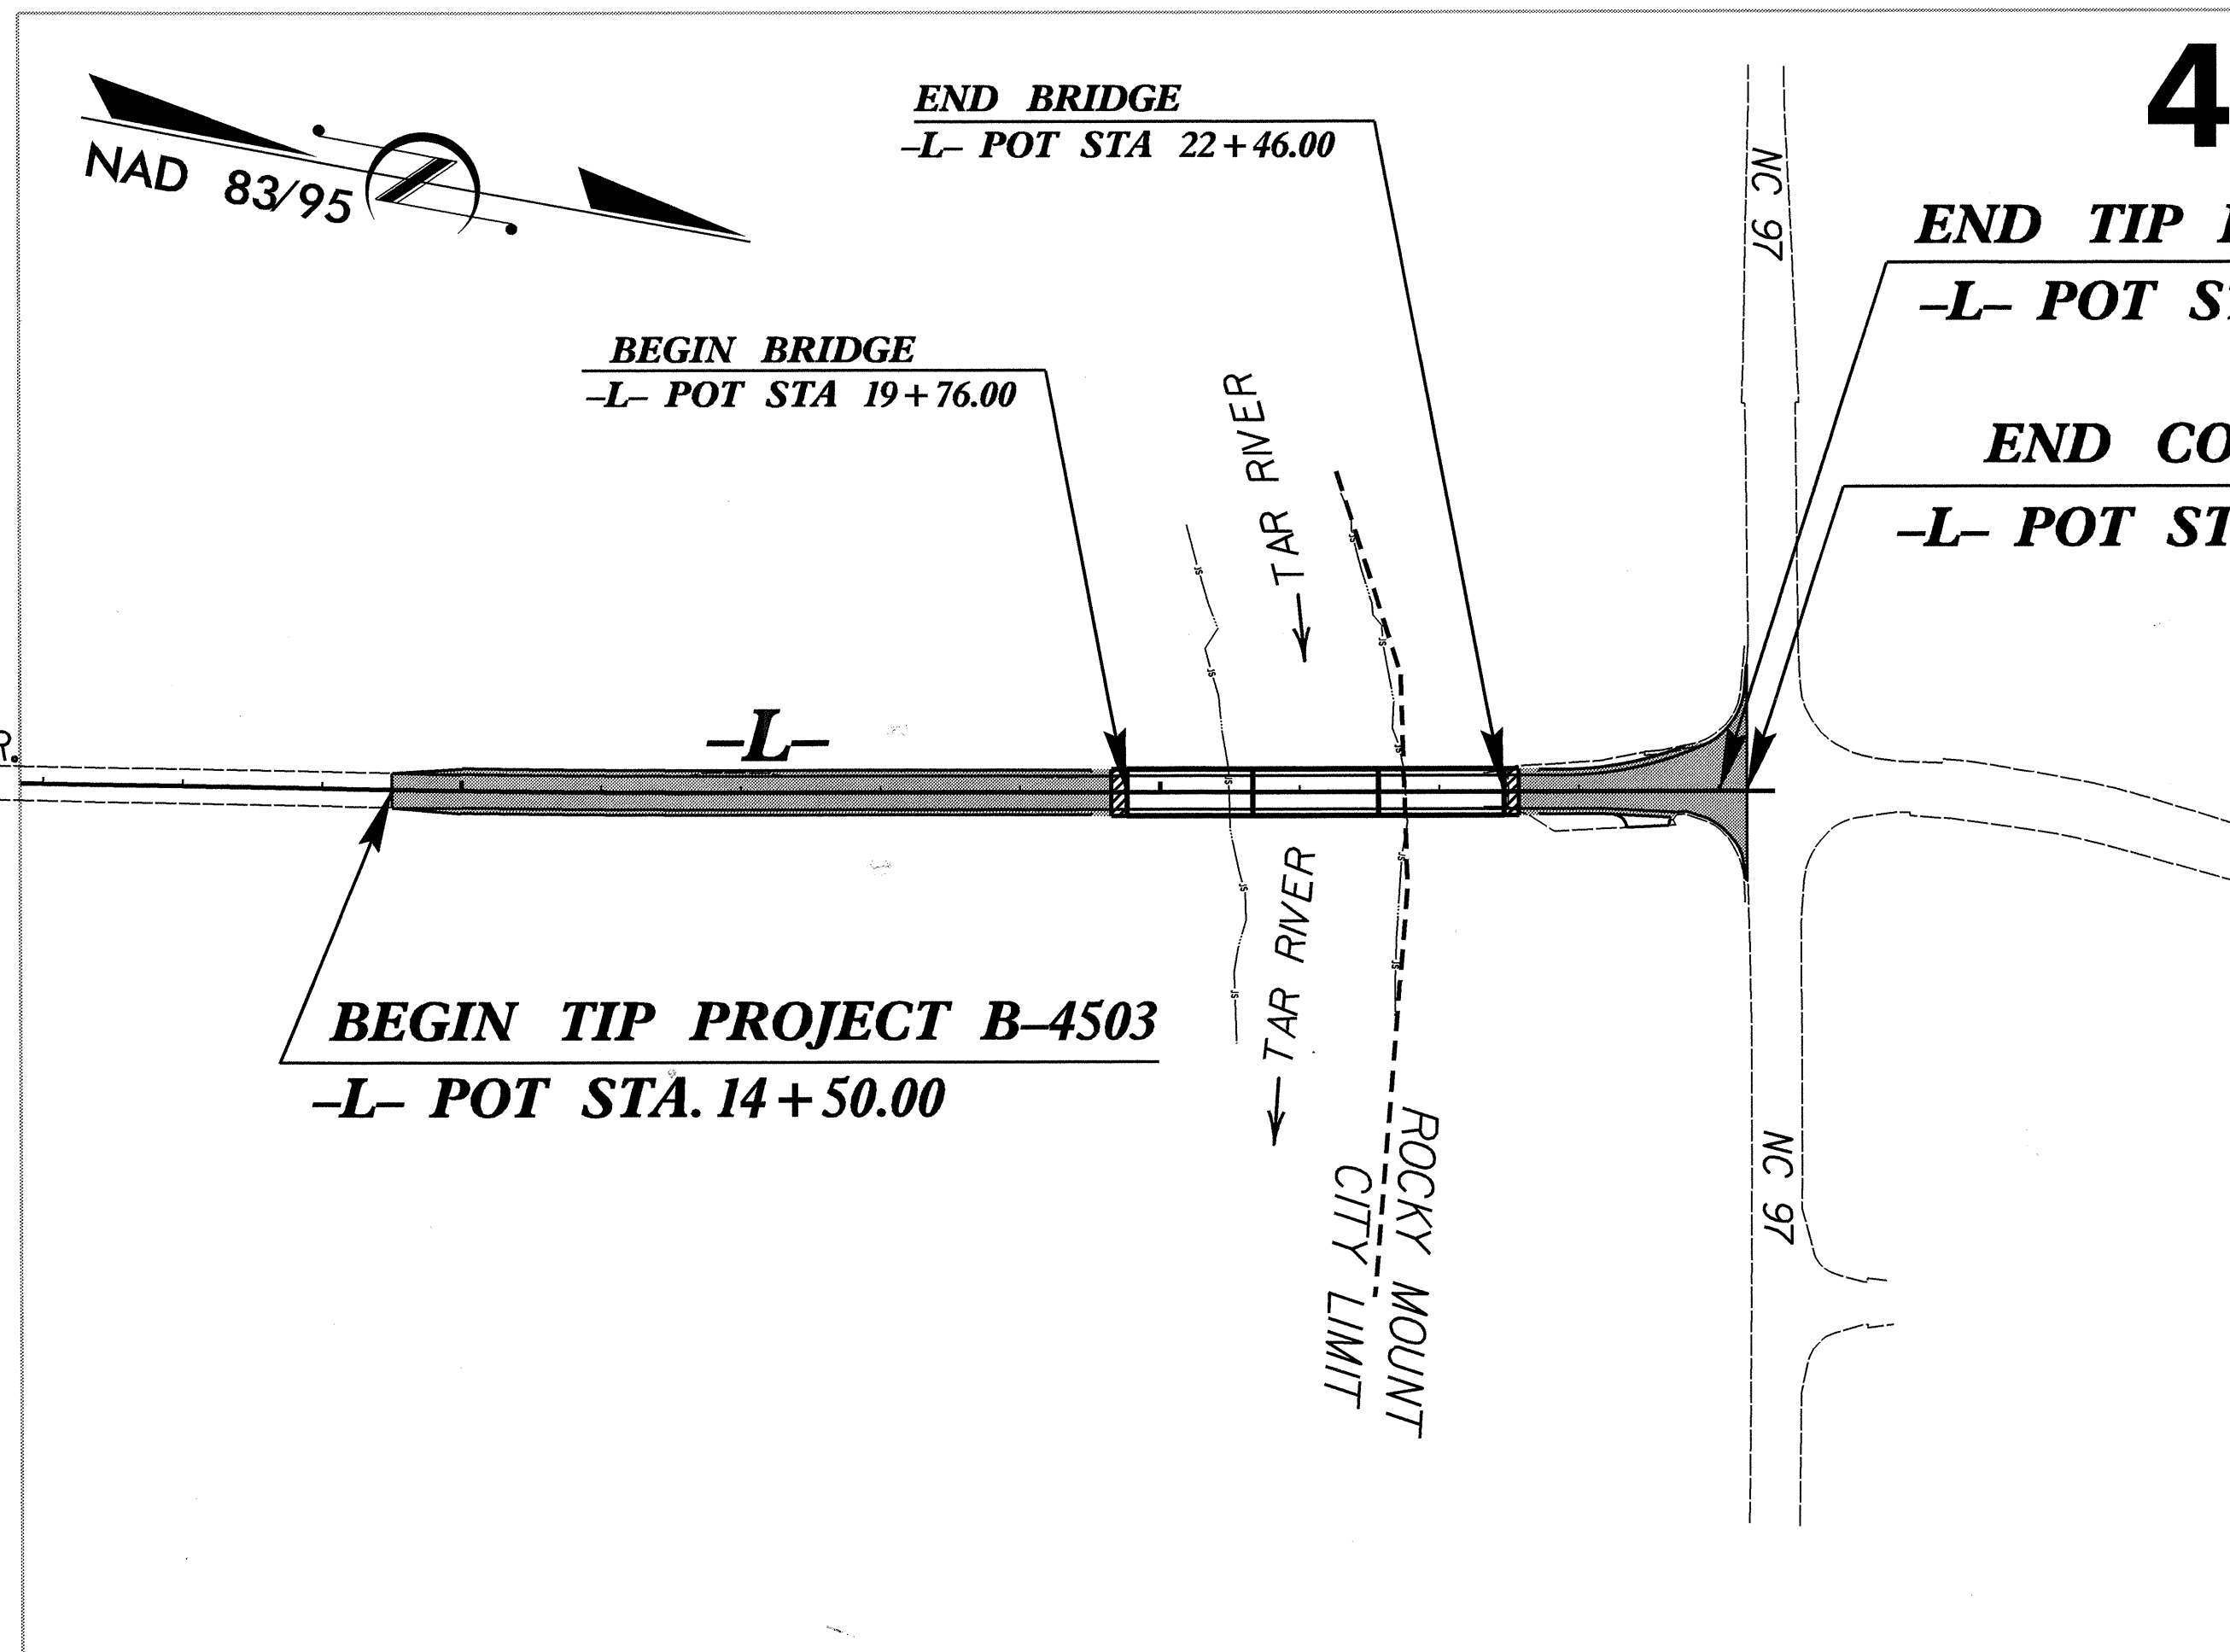 4
END BRIDGE
-L- POT STA 22+46.00
NAD 83/95
NC 97
END TIP
-L- POT
BEGIN BRIDGE
-L- POT STA 19+76.00
TAR RIVER
END
-L- POT
-L-
R.
TAR RIVER
BEGIN TIP PROJECT B-4503
-L- POT STA. 14+50.00
ROCKY MOUNT
CITY LIMIT
NC 97